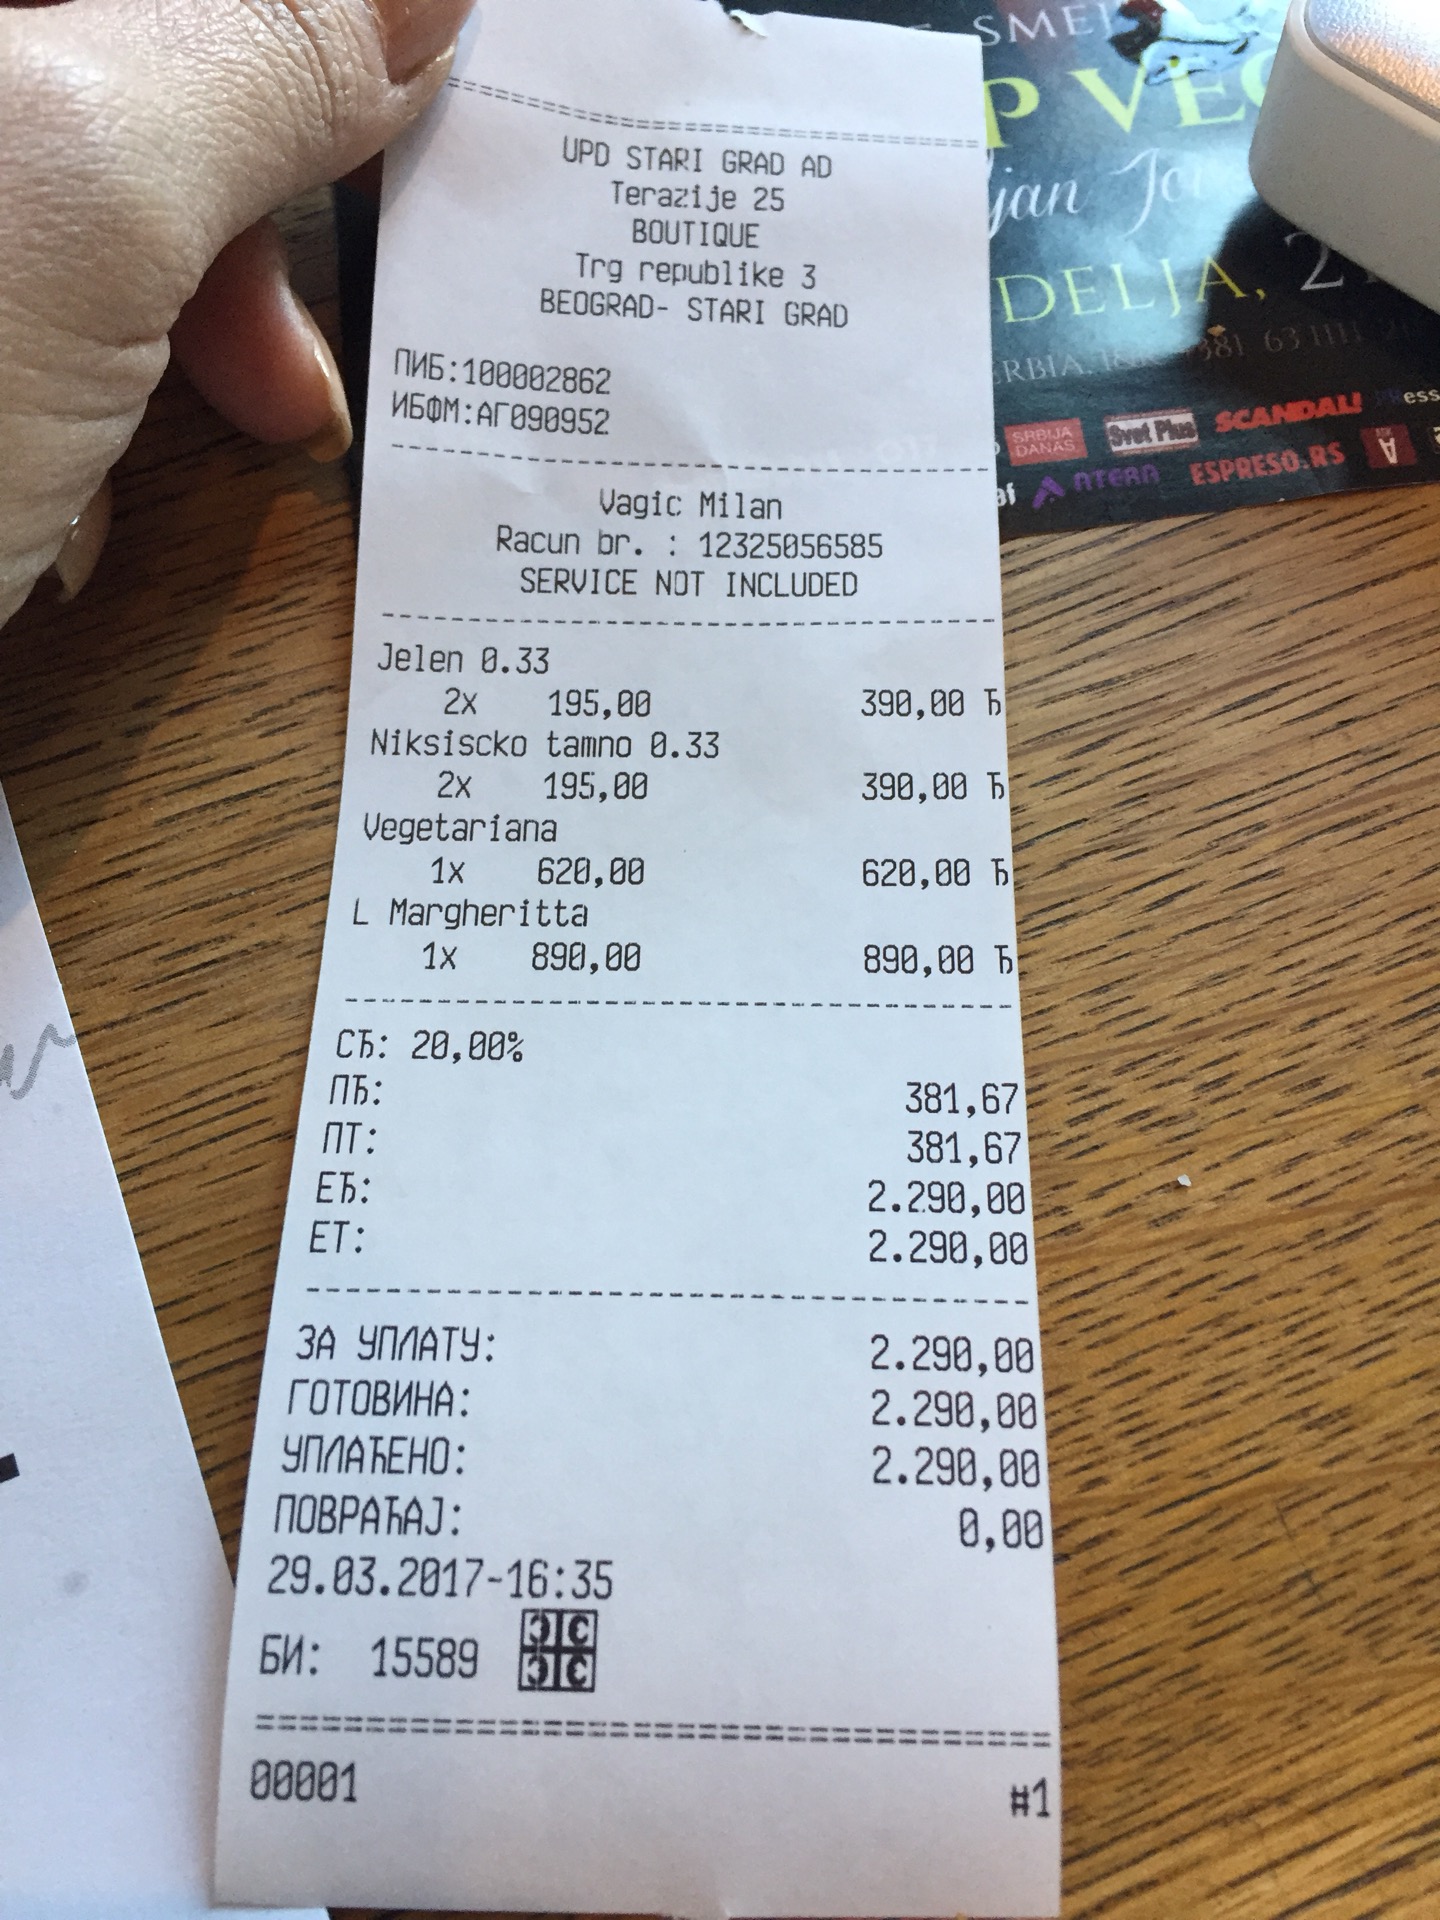 UPD STARI GRAD AD
Terazije 25
BOUTIQUE
Trg republike 3
BEOGRAD- STARI GRAD
ПИБ:100002862
ИБФМ:АГ090952
Vagic Milan
Racun br. : 12325056585
SERVICE NOT INCLUDED
Jelen 0.33
2x 195,00 390,00 Ђ
Niksiscko tamno 0.33
2x 195,00 390,00 Ђ
Vegetariana
1x 620,00 620,00 Ђ
L Margheritta
1x 890,00 890,00 Ђ
СЂ: 20,00%
ПЂ: 381,67
ПТ: 381,67
ЕЂ: 2.290,00
ЕТ: 2.290,00
ЗА УПЛАТУ: 2.290,00
ГОТОВИНА: 2.290,00
УПЛАЋЕНО: 2.290,00
ПОВРАЋАЈ: 0,00
29.03.2017-16:35
БИ: 15589
00001 #1
DELJA,
SRBIJA DANAS
Svet Plus
SCANDAL!
ESPRESO.RS